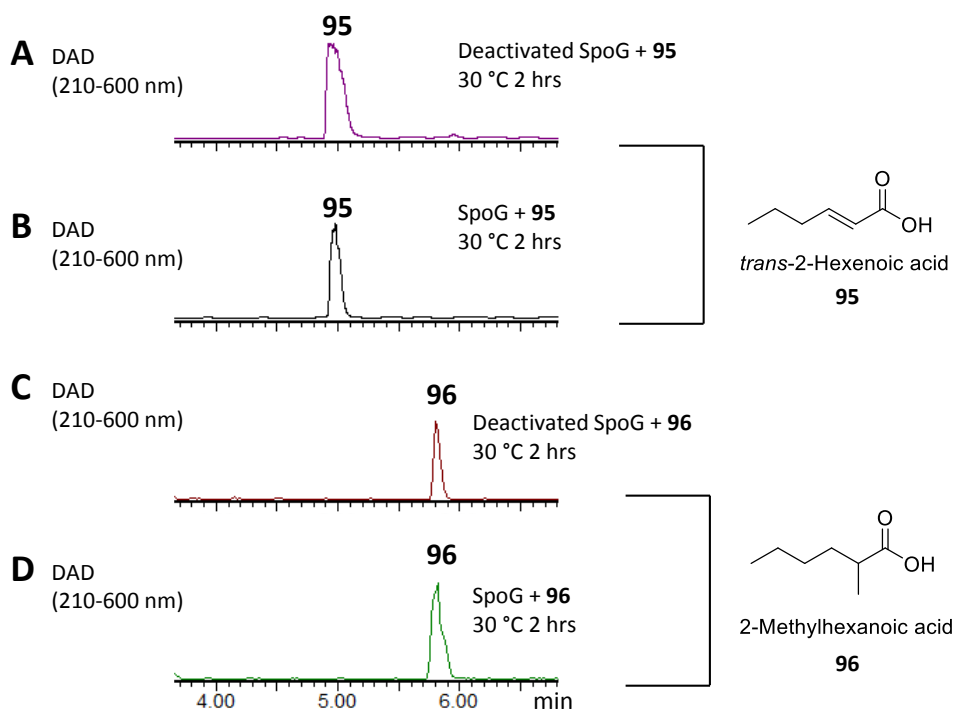 A
DAD
(210-600 nm)
95
Deactivated SpoG + 95
30 °C 2 hrs
B
DAD
(210-600 nm)
95
SpoG + 95
30 °C 2 hrs
O
OH
trans-2-Hexenoic acid
95
C
DAD
(210-600 nm)
96
Deactivated SpoG + 96
30 °C 2 hrs
D
DAD
(210-600 nm)
96
SpoG + 96
30 °C 2 hrs
O
OH
2-Methylhexanoic acid
96
4.00 5.00 6.00 min